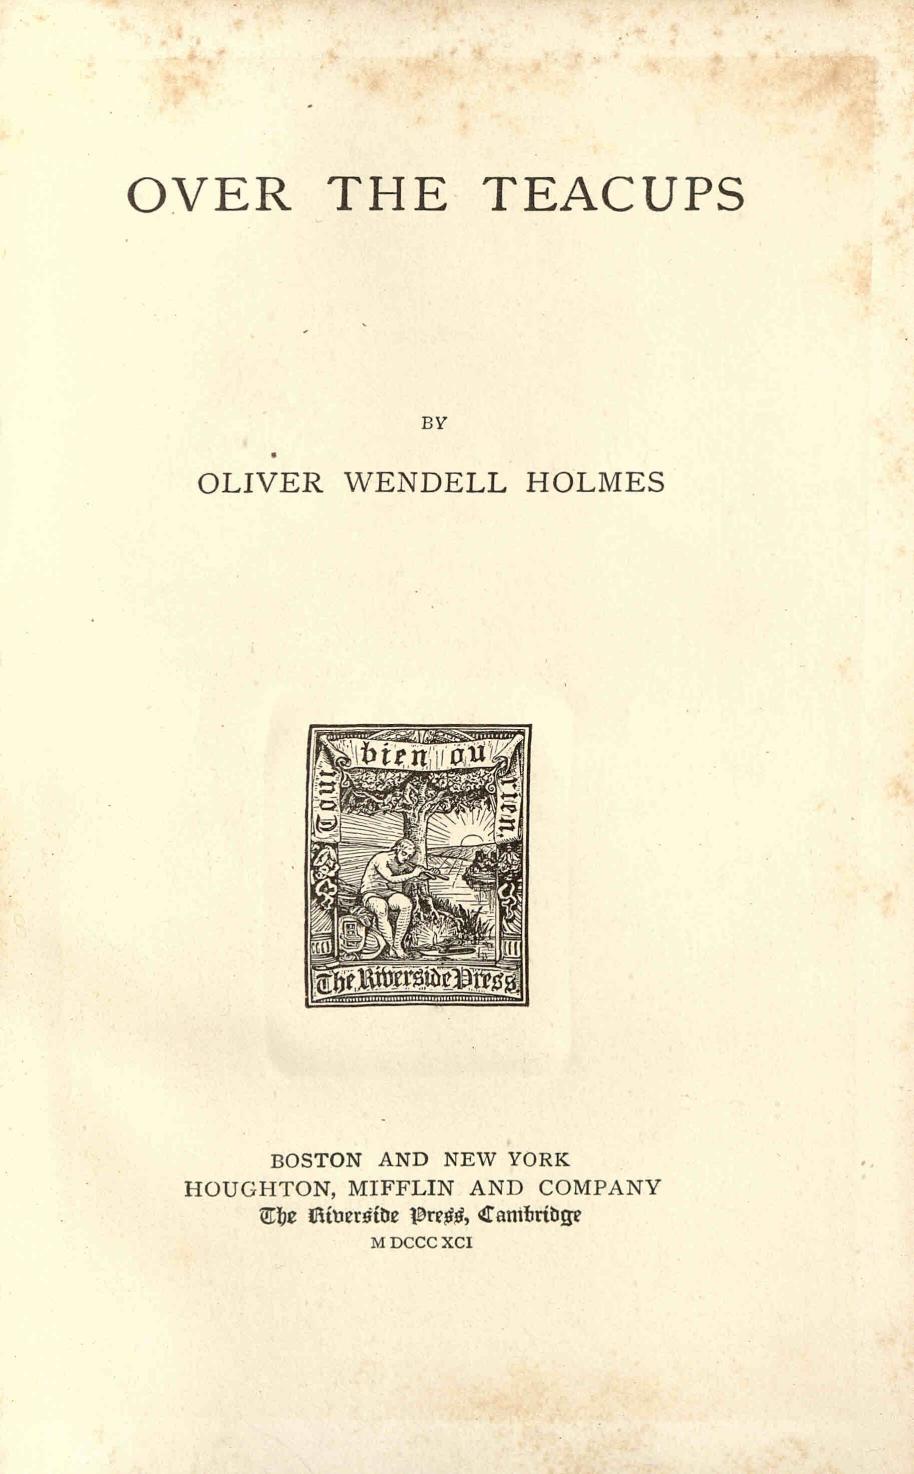 OVER THE TEACUPS
BY
OLIVER WENDELL HOLMES
Tout bien ou rien.
The Riverside Press.
BOSTON AND NEW YORK
HOUGHTON, MIFFLIN AND COMPANY
The Riverside Press, Cambridge
M DCCC XCI